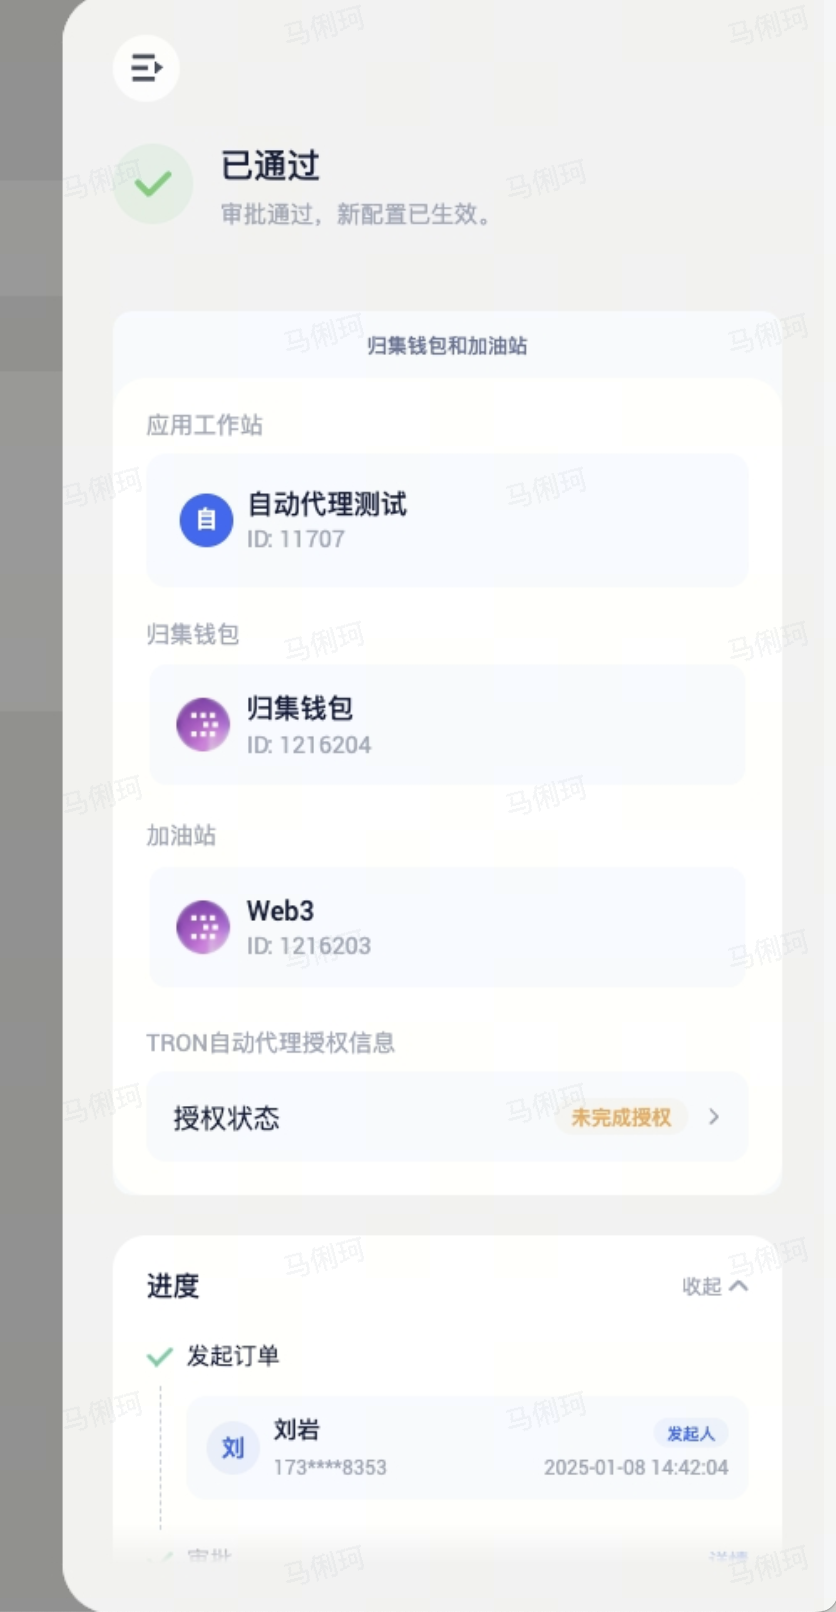 已通过
审批通过，新配置已生效。
归集钱包和加油站
应用工作站
自
自动代理测试
ID: 11707
归集钱包
归集钱包
ID: 1216204
加油站
Web3
ID: 1216203
TRON自动代理授权信息
授权状态
未完成授权
进度
收起
发起订单
刘
刘岩
发起人
173****8353
2025-01-08 14:42:04
审批
详情
马俐珂